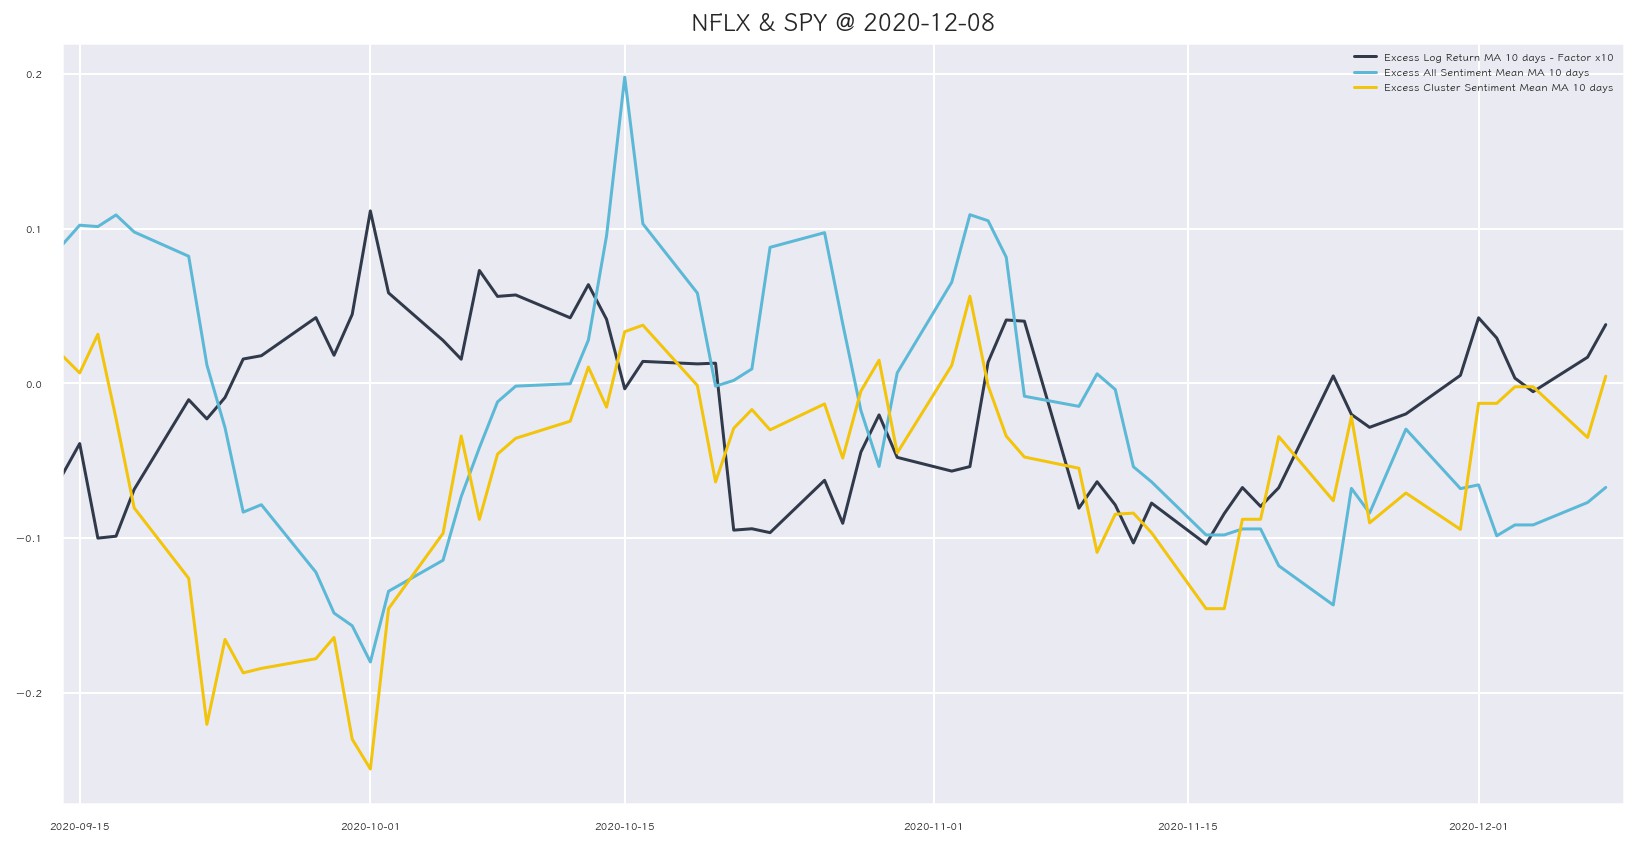 NFLX & SPY @ 2020-12-08
Excess Log Return MA 10 days - Factor x10
Excess All Sentiment Mean MA 10 days
Excess Cluster Sentiment Mean MA 10 days
0.2
0.1
0.0
−0.1
−0.2
2020-09-15 2020-10-01 2020-10-15 2020-11-01 2020-11-15 2020-12-01